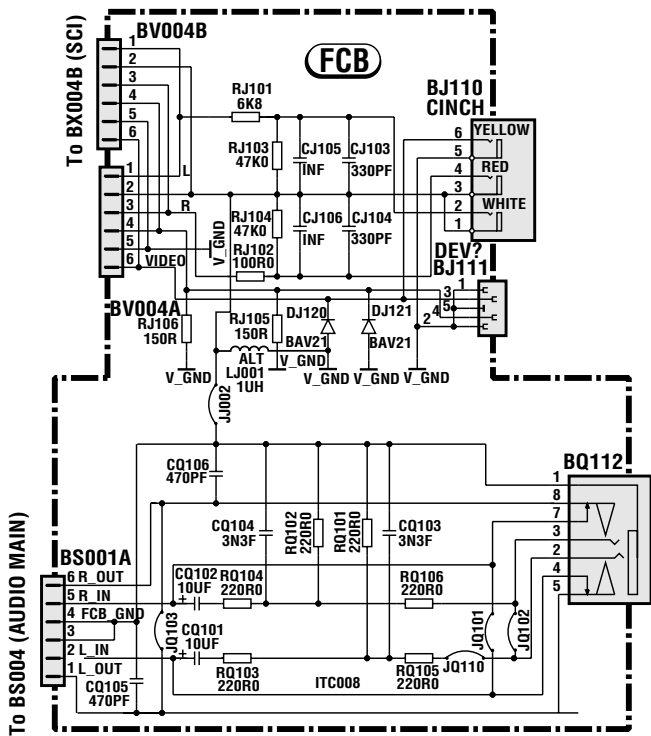 BV004B
To BX004B (SCI)
1
2
3
4
5
6
FCB
RJ101
6K8
BJ110
CINCH
6
YELLOW
5
4
RED
3
2
WHITE
1
RJ103
47K0
CJ105
INF
CJ103
330PF
1
L
2
3
R
4
5
6
VIDEO
RJ104
47K0
CJ106
INF
CJ104
330PF
V_GND
RJ102
100R0
DEV?
BJ111
1
3
5
4
2
BV004A
RJ106
150R
RJ105
150R
DJ120
BAV21
DJ121
BAV21
V_GND
ALT
LJ001
1UH
V_GND
V_GND
V_GND
V_GND
JJ002
CQ106
470PF
BQ112
1
8
7
3
2
4
5
CQ104
3N3F
RQ102
220R0
RQ101
220R0
CQ103
3N3F
To BS004 (AUDIO MAIN)
BS001A
6 R_OUT
5 R_IN
4 FCB_GND
3
2 L_IN
1 L_OUT
CQ102
10UF
+
RQ104
220R0
RQ106
220R0
JQ103
CQ101
10UF
+
JQ101
JQ102
CQ105
470PF
RQ103
220R0
ITC008
RQ105
220R0
JQ110